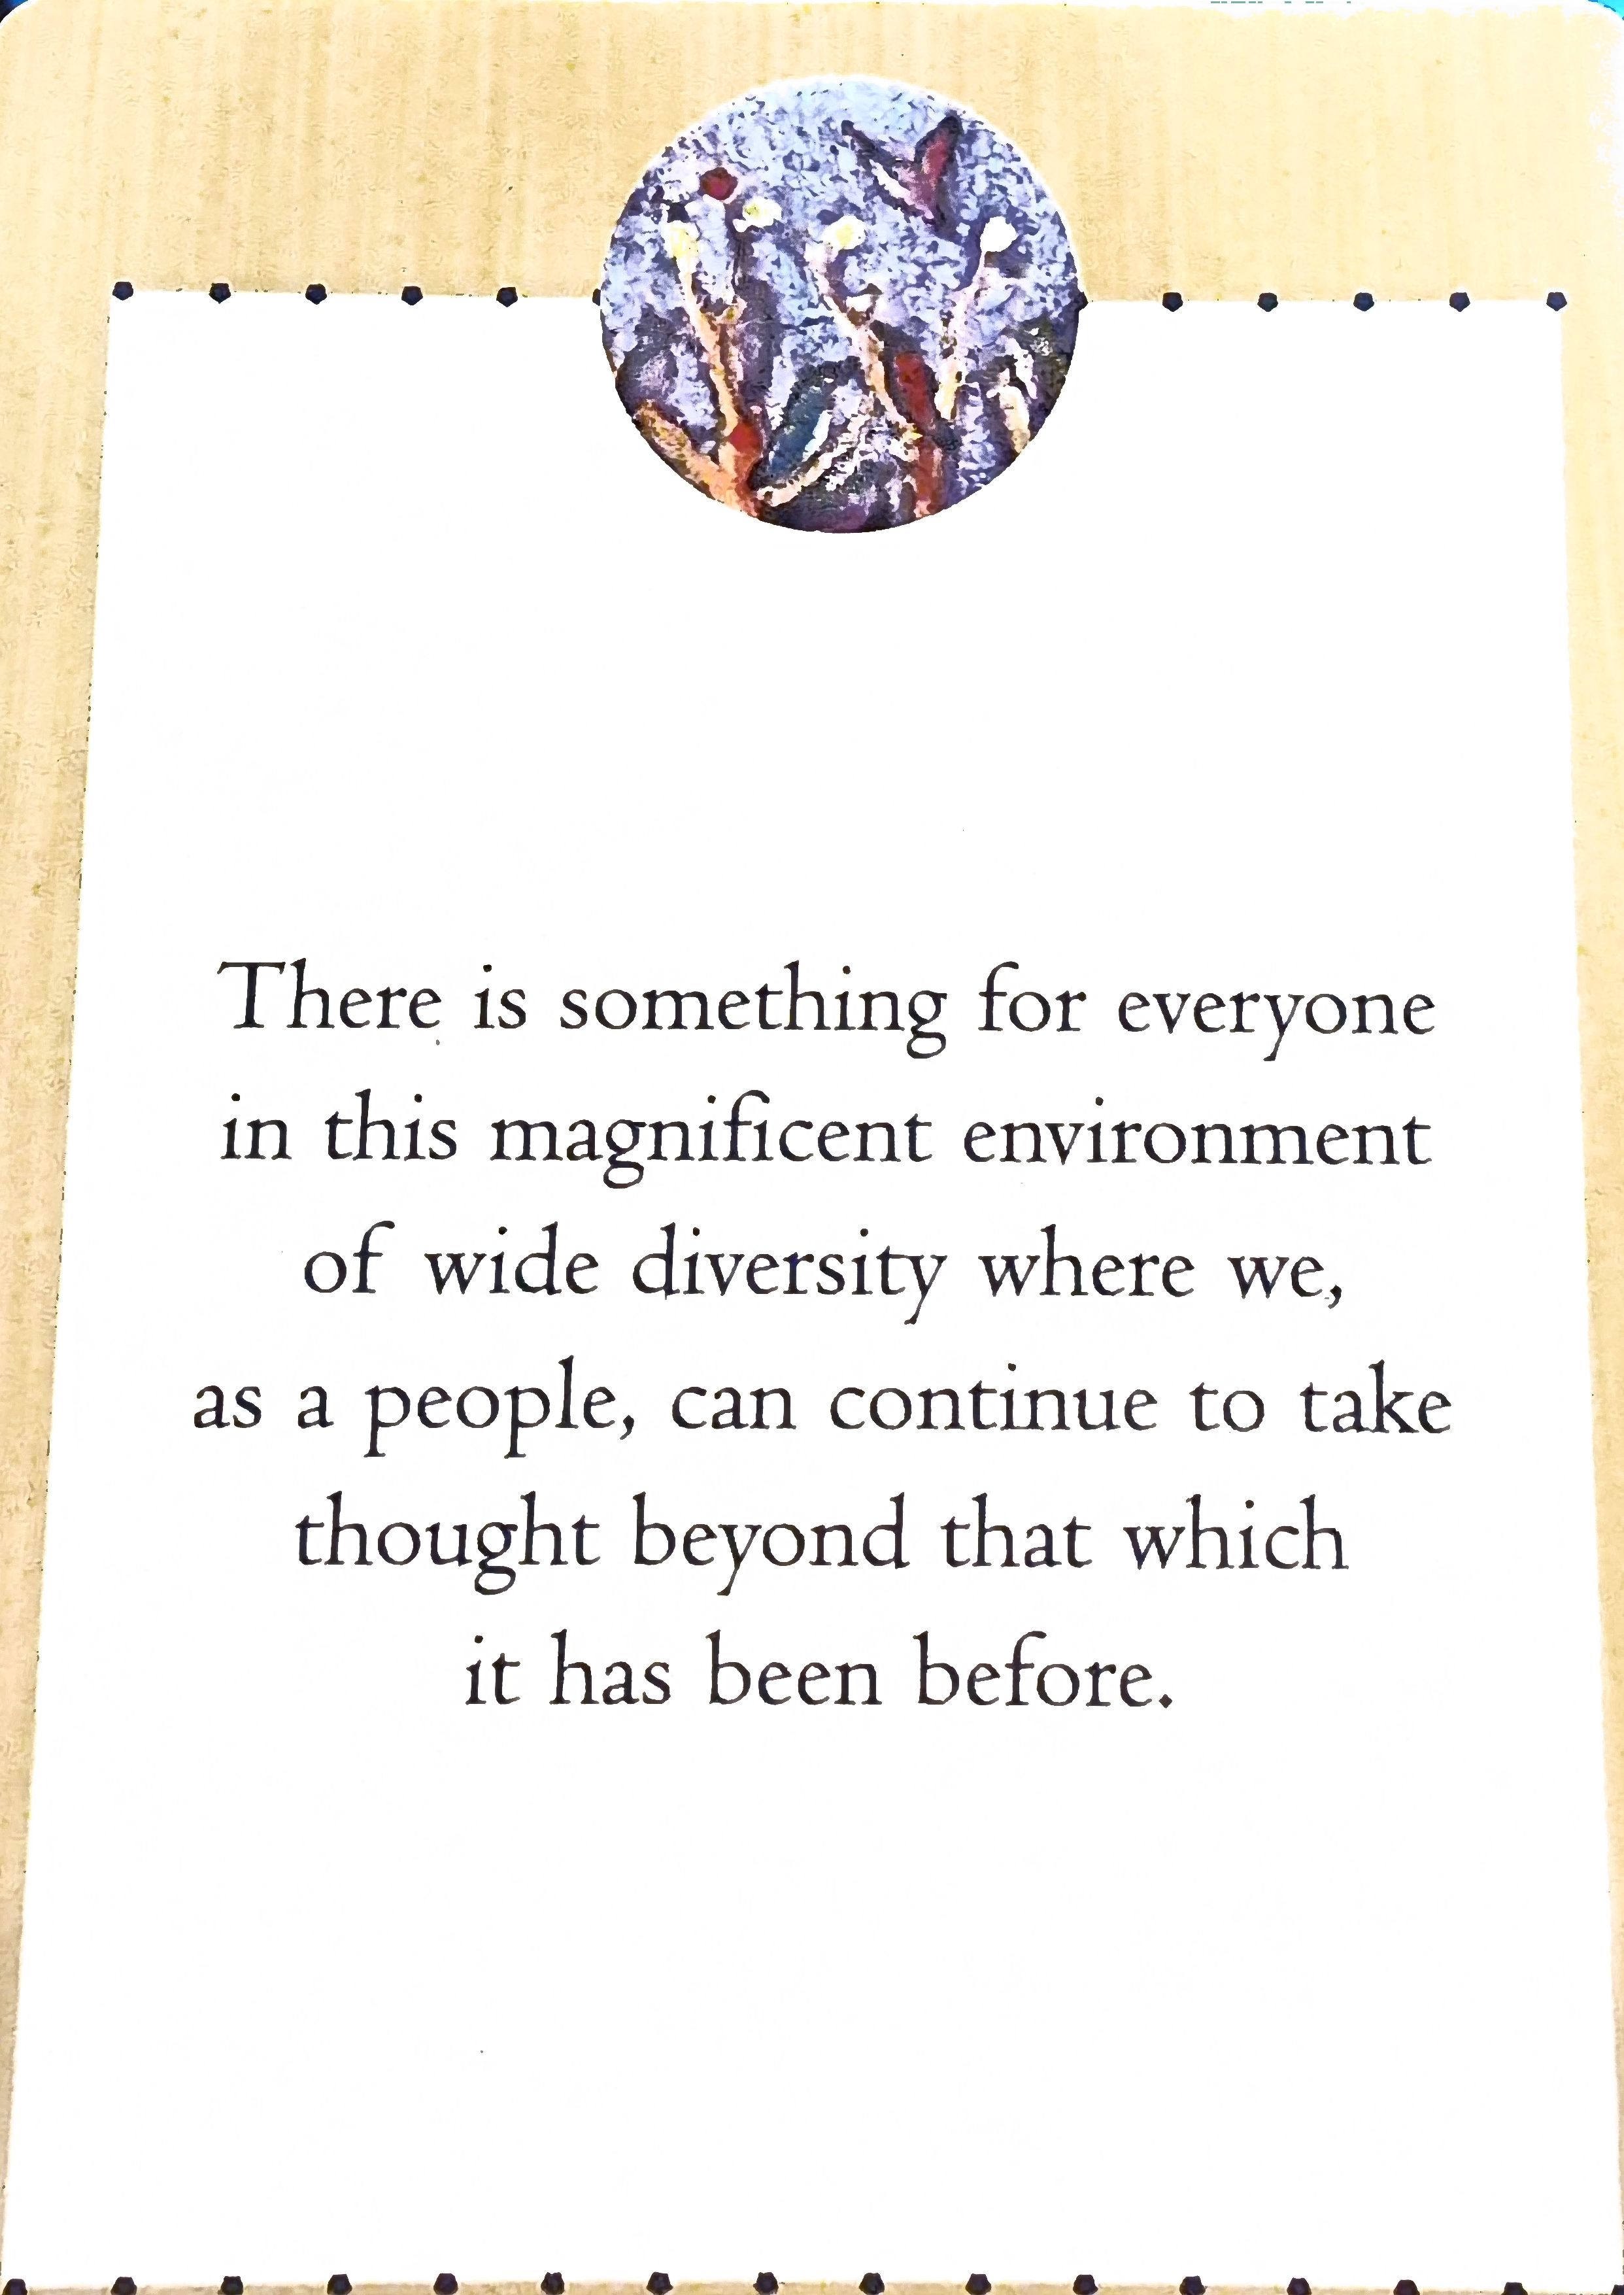 There is something for everyone
in this magnificent environment
of wide diversity where we,
as a people, can continue to take
thought beyond that which
it has been before.